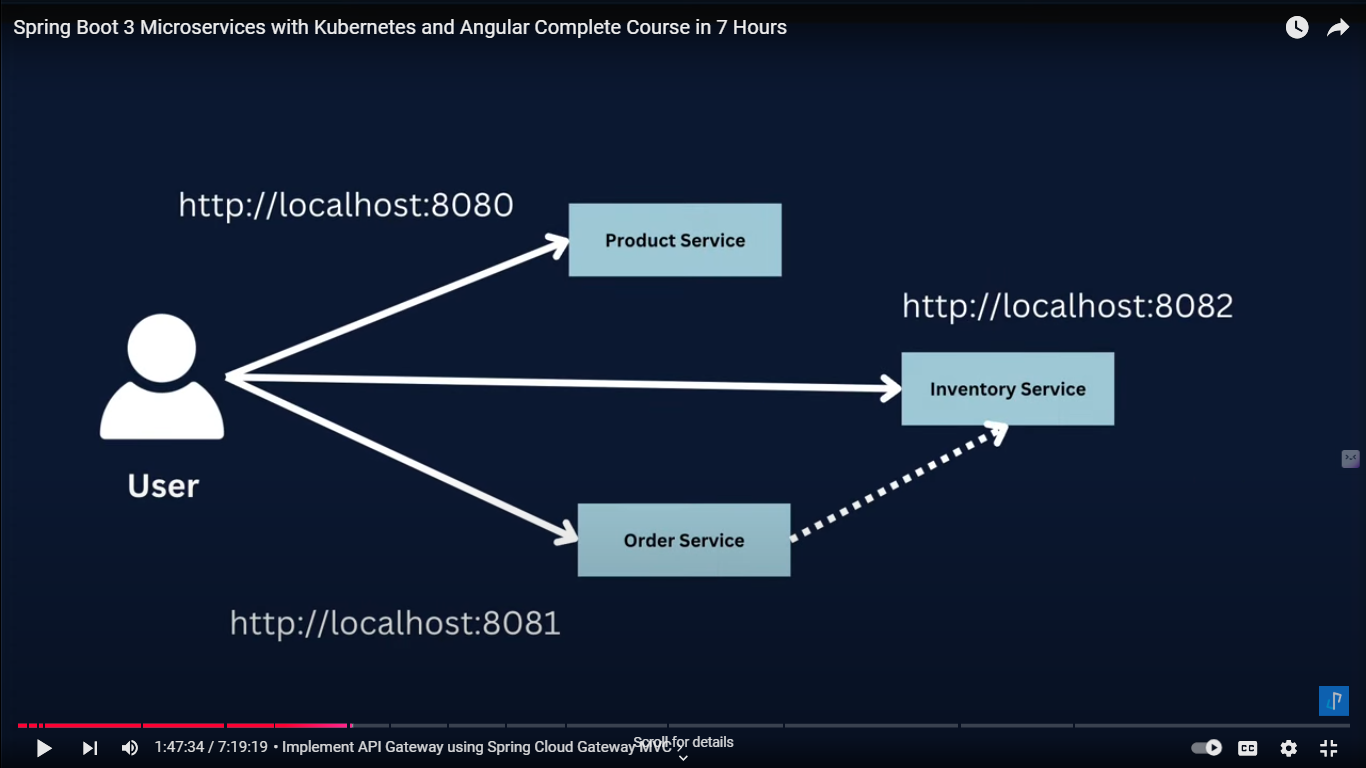 Spring Boot 3 Microservices with Kubernetes and Angular Complete Course in 7 Hours
http://localhost:8080
Product Service
http://localhost:8082
Inventory Service
User
Order Service
http://localhost:8081
Scroll for details
1:47:34 / 7:19:19 • Implement API Gateway using Spring Cloud Gateway MVC
CC